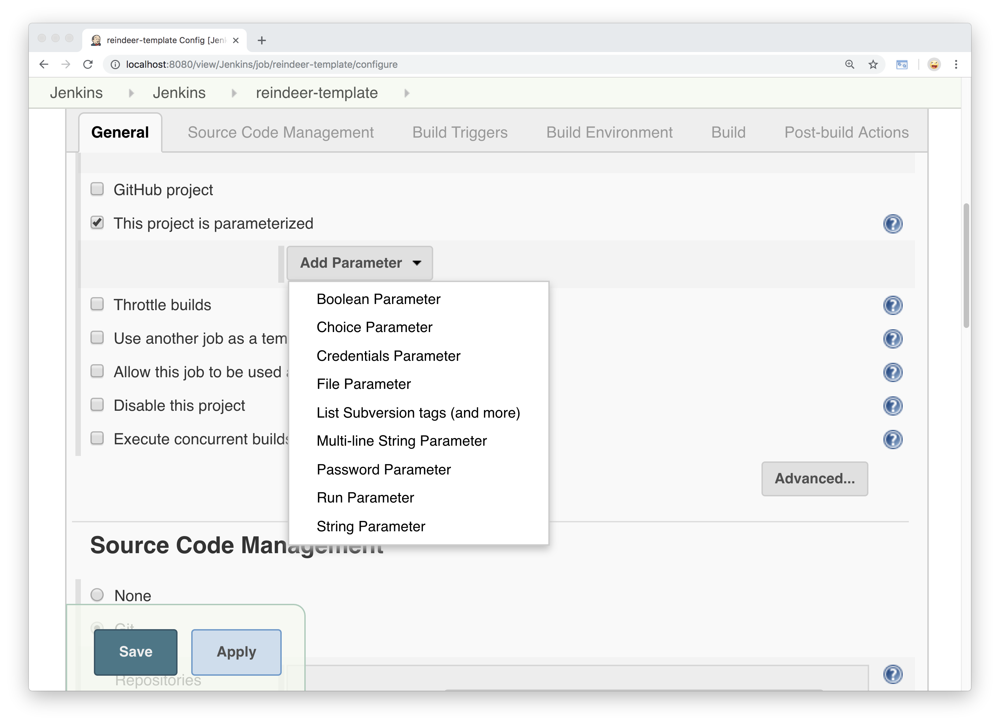 reindeer-template Config [Jen
localhost:8080/view/Jenkins/job/reindeer-template/configure
Jenkins Jenkins reindeer-template
General Source Code Management Build Triggers Build Environment Build Post-build Actions
GitHub project
This project is parameterized
Add Parameter
Boolean Parameter
Throttle builds
Choice Parameter
Use another job as a tem
Credentials Parameter
Allow this job to be used
File Parameter
Disable this project
List Subversion tags (and more)
Execute concurrent builds
Multi-line String Parameter
Password Parameter
Advanced...
Run Parameter
String Parameter
Source Code Management
None
Git
Save Apply
Repositories